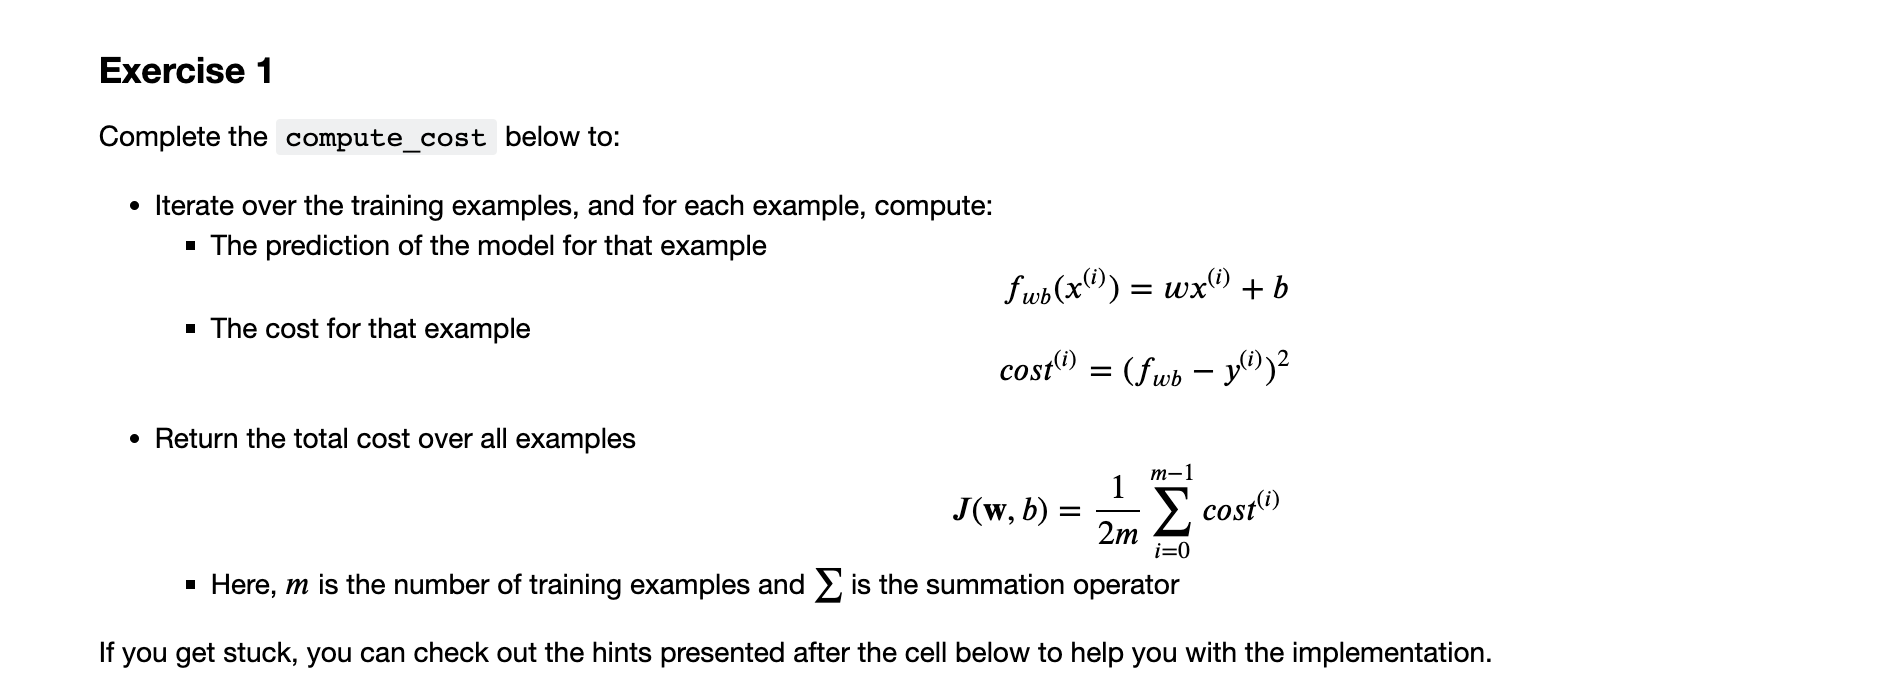 Exercise 1
Complete the compute_cost below to:
• Iterate over the training examples, and for each example, compute:
▪ The prediction of the model for that example
f_{wb}(x^{(i)}) = wx^{(i)} + b
▪ The cost for that example
cost^{(i)} = (f_{wb} − y^{(i)})^2
• Return the total cost over all examples
J(w, b) = \frac{1}{2m} \sum_{i=0}^{m−1} cost^{(i)}
▪ Here, m is the number of training examples and ∑ is the summation operator
If you get stuck, you can check out the hints presented after the cell below to help you with the implementation.